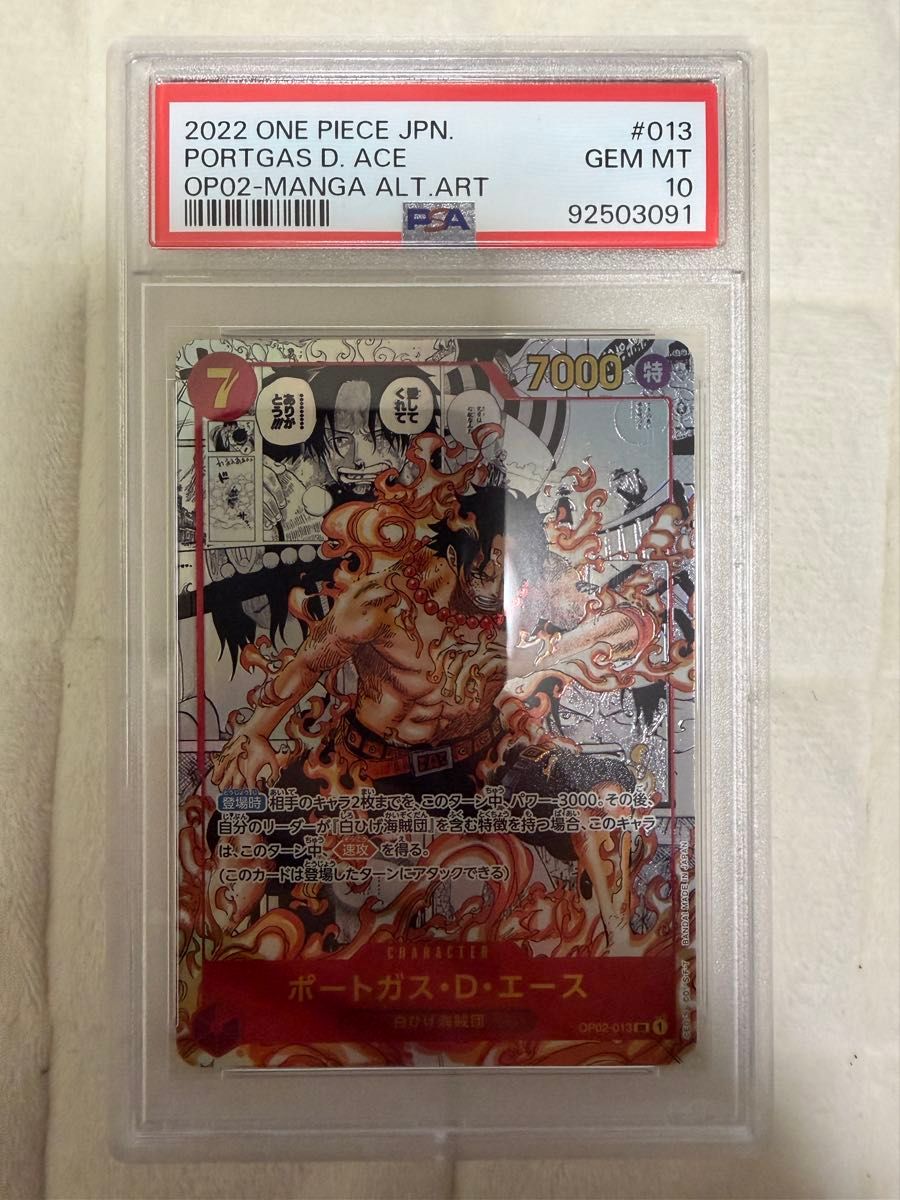 2022 ONE PIECE JPN.
#013
PORTGAS D. ACE
GEM MT
OP02-MANGA ALT.ART
10
PSA
92503091
7
7000
特
愛して
くれて
………
ありが
とう!!!
ド
登場時 相手のキャラ2枚までを、このターン中、パワー-3000。その後、
自分のリーダーが『白ひげ海賊団』を含む特徴を持つ場合、このキャラ
は、このターン中、速攻を得る。
(このカードは登場したターンにアタックできる)
BANDAI MADE IN JAPAN
CHARACTER
ポートガス・D・エース
白ひげ海賊団
OP02-013
1